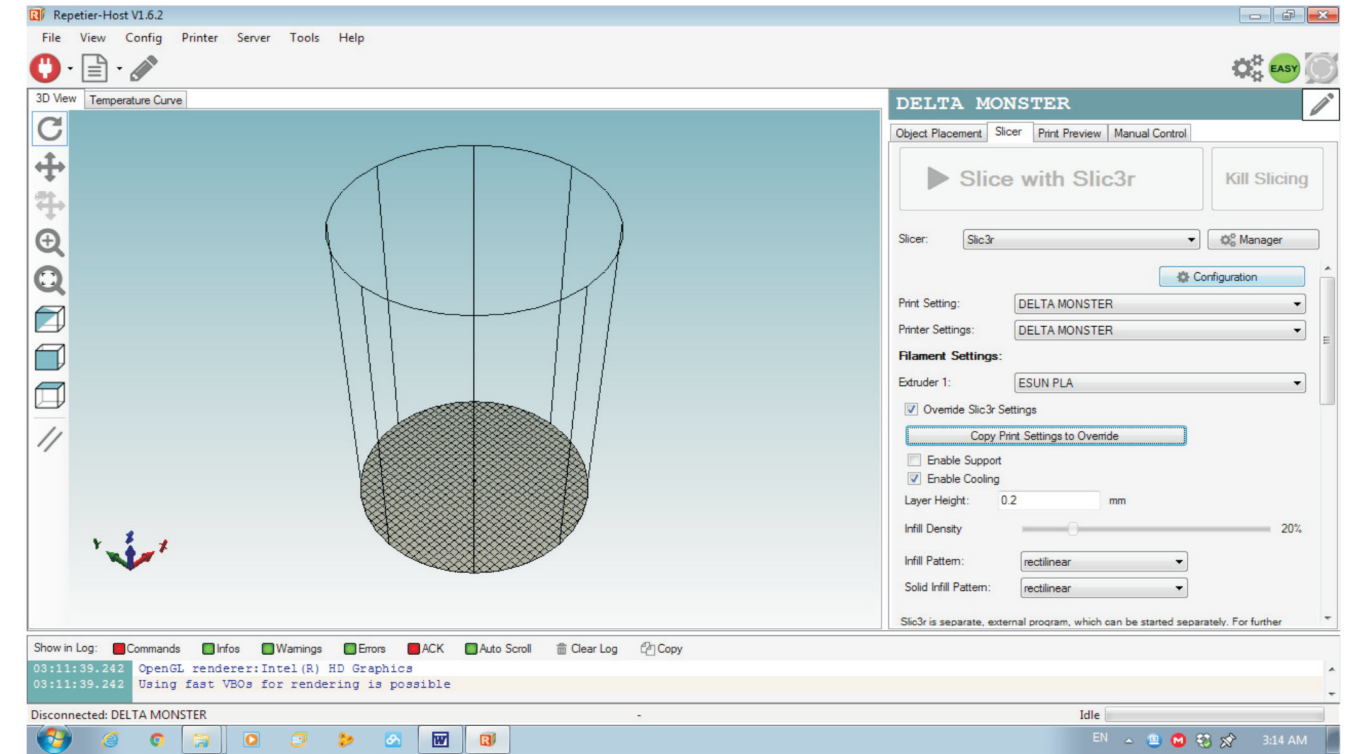 Repetier-Host V1.6.2
File View Config Printer Server Tools Help
EASY
3D View Temperature Curve
DELTA MONSTER
Object Placement Slicer Print Preview Manual Control
Slice with Slic3r Kill Slicing
Slicer: Slic3r Manager
Configuration
Print Setting: DELTA MONSTER
Printer Settings: DELTA MONSTER
Filament Settings:
Extruder 1: ESUN PLA
Override Slic3r Settings
Copy Print Settings to Override
Enable Support
Enable Cooling
Layer Height: 0.2 mm
Infill Density 20%
Infill Pattern: rectilinear
Solid Infill Pattern: rectilinear
Slic3r is separate, external program, which can be started separately. For further
Show in Log: Commands Infos Warnings Errors ACK Auto Scroll Clear Log Copy
03:11:39.242 OpenGL renderer:Intel(R) HD Graphics
03:11:39.242 Using fast VBOs for rendering is possible
Disconnected: DELTA MONSTER - Idle
EN 3:14 AM